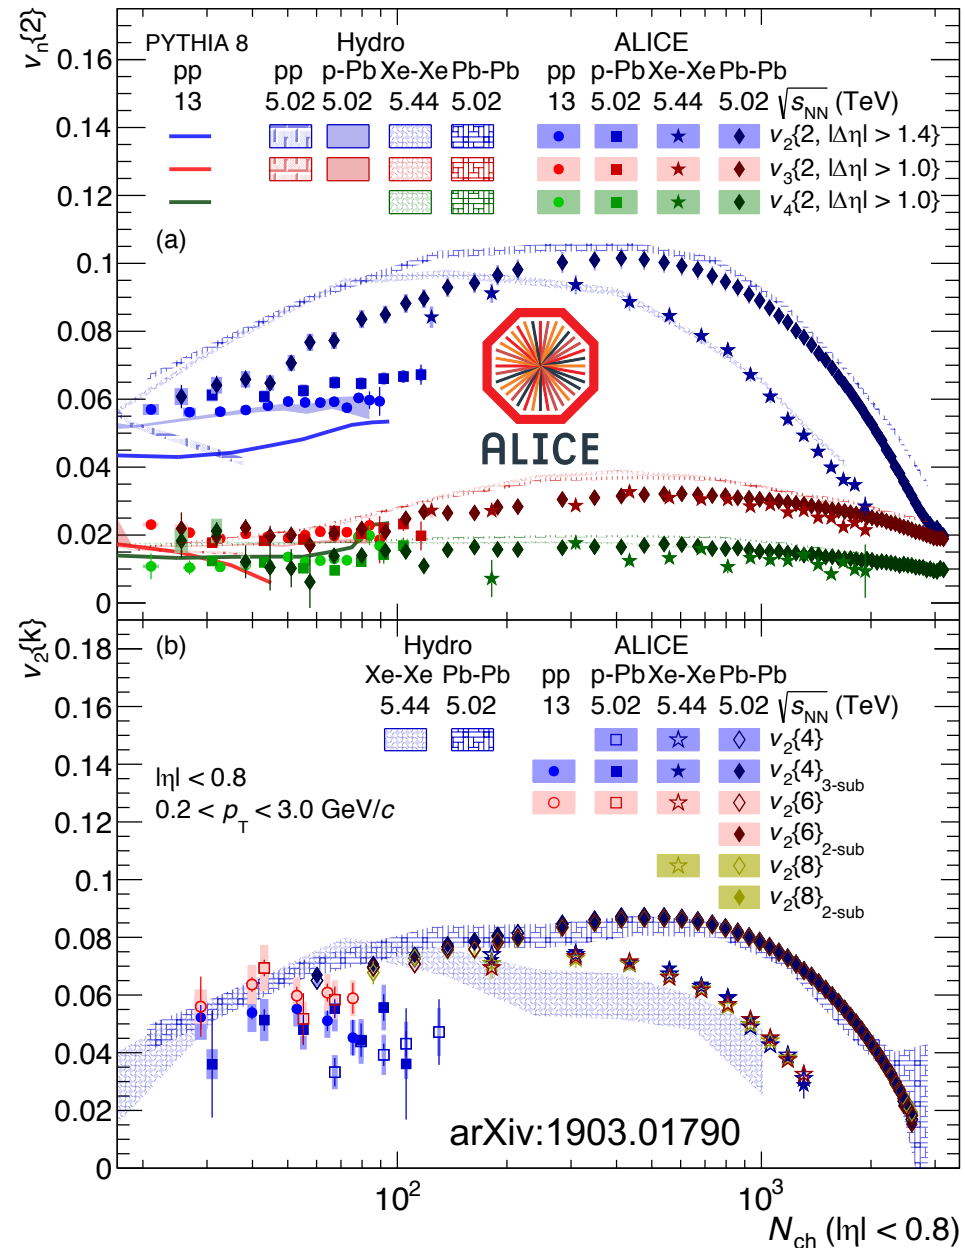 v_n{2}
0.16
0.14
0.12
0.1
0.08
0.06
0.04
0.02
0
PYTHIA 8 Hydro ALICE
pp pp p-Pb Xe-Xe Pb-Pb pp p-Pb Xe-Xe Pb-Pb
13 5.02 5.02 5.44 5.02 13 5.02 5.44 5.02 √s_NN (TeV)
v_2{2, |Δη| > 1.4}
v_3{2, |Δη| > 1.0}
v_4{2, |Δη| > 1.0}
(a)
ALICE
v_2{k}
0.18
0.16
0.14
0.12
0.1
0.08
0.06
0.04
0.02
0
(b) Hydro ALICE
Xe-Xe Pb-Pb pp p-Pb Xe-Xe Pb-Pb
5.44 5.02 13 5.02 5.44 5.02 √s_NN (TeV)
v_2{4}
v_2{4}_3-sub
v_2{6}
v_2{6}_2-sub
v_2{8}
v_2{8}_2-sub
|η| < 0.8
0.2 < p_T < 3.0 GeV/c
arXiv:1903.01790
10² 10³
N_ch (|η| < 0.8)